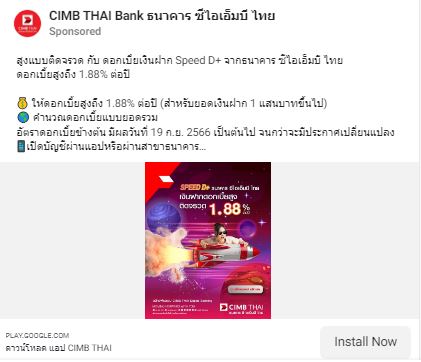 CIMB THAI Bank ธนาคาร ซีไอเอ็มบี ไทย
Sponsored
สูงแบบติดจรวด กับ ดอกเบี้ยเงินฝาก Speed D+ จากธนาคาร ซีไอเอ็มบี ไทย
ดอกเบี้ยสูงถึง 1.88% ต่อปี
💰 ให้ดอกเบี้ยสูงถึง 1.88% ต่อปี (สำหรับยอดเงินฝาก 1 แสนบาทขึ้นไป)
🌎 คำนวณดอกเบี้ยแบบยอดรวม
อัตราดอกเบี้ยข้างต้น มีผลวันที่ 19 ก.ย. 2566 เป็นต้นไป จนกว่าจะมีประกาศเปลี่ยนแปลง
📱เปิดบัญชีผ่านแอปหรือผ่านสาขาธนาคาร...
SPEED D+ ธนาคาร ซีไอเอ็มบี ไทย
เงินฝากดอกเบี้ยสูง
ติดจรวด 1.88%
CIMB THAI
PLAY.GOOGLE.COM
ดาวน์โหลด แอป CIMB THAI
Install Now